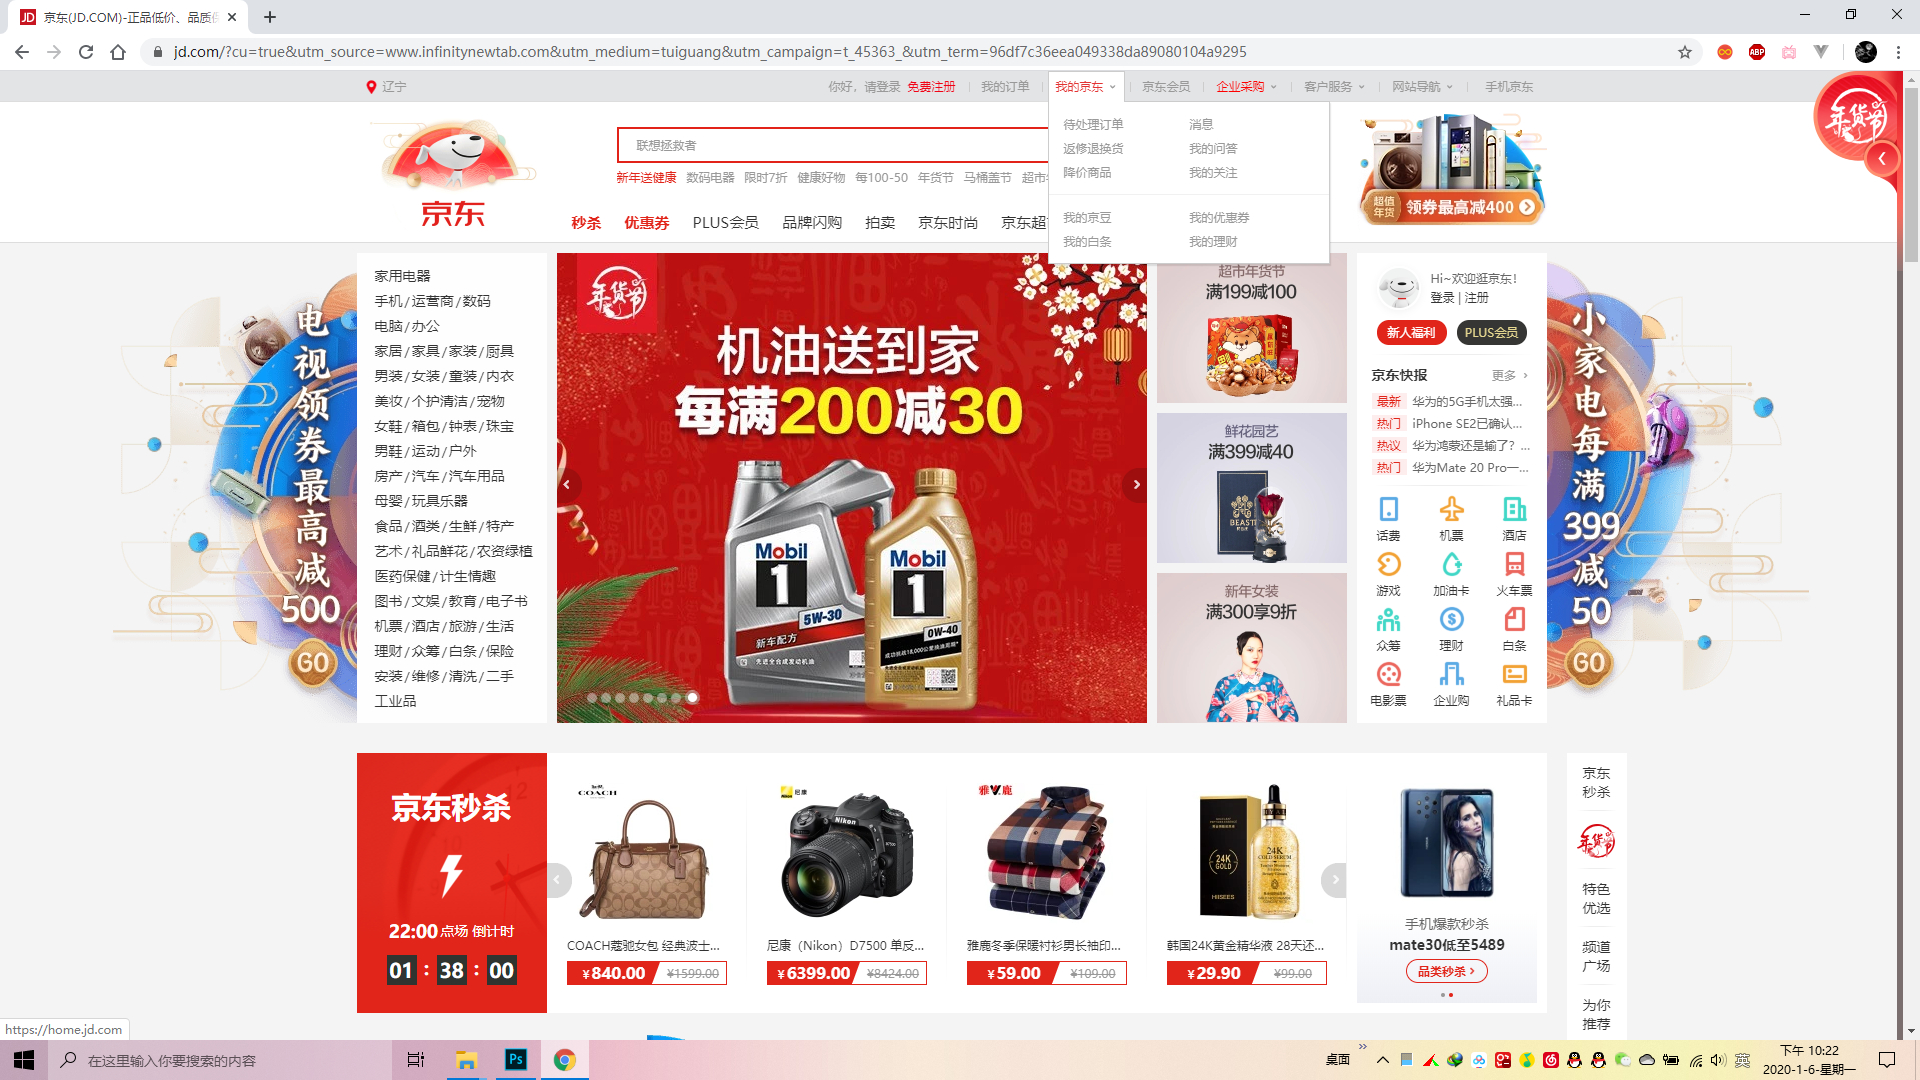 京东(JD.COM)-正品低价、品质
jd.com/?cu=true&utm_source=www.infinitynewtab.com&utm_medium=tuiguang&utm_campaign=t_45363_&utm_term=96df7c36eea049338da89080104a9295
辽宁
你好，请登录 免费注册 我的订单 我的京东 京东会员 企业采购 客户服务 网站导航 手机京东
待处理订单 消息
返修退换货 我的问答
降价商品 我的关注
我的京豆 我的优惠券
我的白条 我的理财
京东
联想拯救者
新年送健康 数码电器 限时7折 健康好物 每100-50 年货节 马桶盖节 超市
秒杀 优惠券 PLUS会员 品牌闪购 拍卖 京东时尚 京东超
超值年货 领券最高减400
年货节
家用电器
手机/运营商/数码
电脑/办公
家居/家具/家装/厨具
男装/女装/童装/内衣
美妆/个护清洁/宠物
女鞋/箱包/钟表/珠宝
男鞋/运动/户外
房产/汽车/汽车用品
母婴/玩具乐器
食品/酒类/生鲜/特产
艺术/礼品鲜花/农资绿植
医药保健/计生情趣
图书/文娱/教育/电子书
机票/酒店/旅游/生活
理财/众筹/白条/保险
安装/维修/清洗/二手
工业品
电视领券最高减500
GO
年货节
机油送到家
每满200减30
Mobil 1
5W-30
新车配方
先进全合成发动机油
Mobil 1
0W-40
超市年货节
满199减100
鲜花园艺
满399减40
BEAST
新年女装
满300享9折
Hi~欢迎逛京东!
登录 | 注册
新人福利 PLUS会员
京东快报 更多
最新 华为的5G手机太强...
热门 iPhone SE2已确认...
热议 华为鸿蒙还是输了？...
热门 华为Mate 20 Pro一...
话费 机票 酒店
游戏 加油卡 火车票
众筹 理财 白条
电影票 企业购 礼品卡
小家电每满399减50
GO
京东秒杀
22:00点场 倒计时
01 : 38 : 00
COACH
COACH蔻驰女包 经典波士...
¥840.00 ¥1599.00
Nikon 尼康
Nikon
尼康（Nikon）D7500 单反...
¥6399.00 ¥8424.00
雅鹿
雅鹿冬季保暖衬衫男长袖印...
¥59.00 ¥109.00
24K GOLD
HIISEES
24K
韩国24K黄金精华液 28天还...
¥29.90 ¥99.00
手机爆款秒杀
mate30低至5489
品类秒杀
京东
秒杀
年货节
特色
优选
频道
广场
为你
推荐
https://home.jd.com
在这里输入你要搜索的内容
Ps
桌面
英
下午 10:22
2020-1-6-星期一